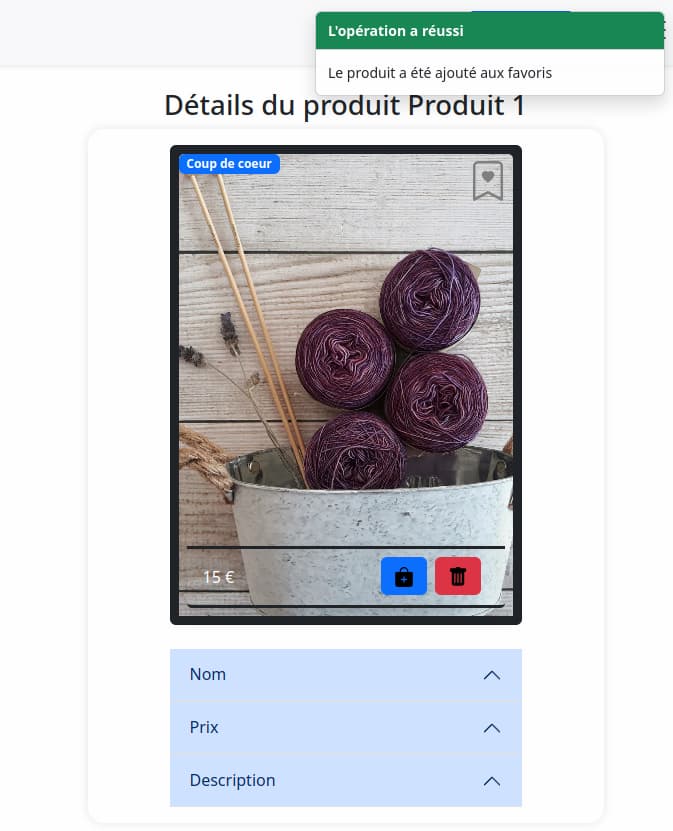 L'opération a réussi
Le produit a été ajouté aux favoris
Détails du produit Produit 1
Coup de coeur
15 €
Nom
Prix
Description